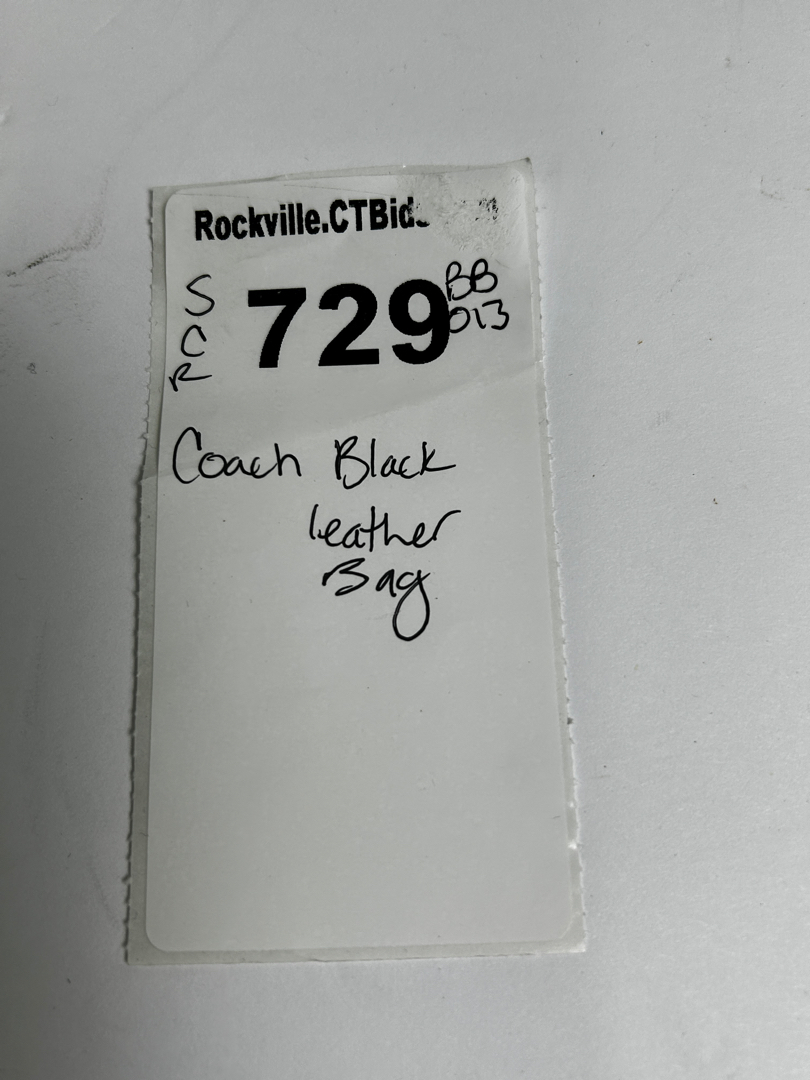 Rockville.CTBids
S
C
R
729
BB
013
Coach Black
leather
Bag